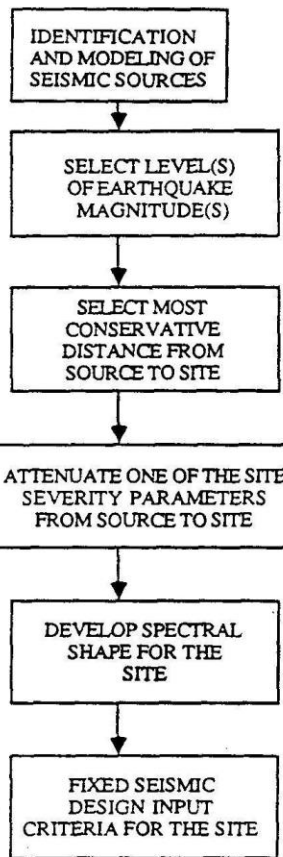 IDENTIFICATION
AND MODELING OF
SEISMIC SOURCES
SELECT LEVEL(S)
OF EARTHQUAKE
MAGNITUDE(S)
SELECT MOST
CONSERVATIVE
DISTANCE FROM
SOURCE TO SITE
ATTENUATE ONE OF THE SITE
SEVERITY PARAMETERS
FROM SOURCE TO SITE
DEVELOP SPECTRAL
SHAPE FOR THE
SITE
FIXED SEISMIC
DESIGN INPUT
CRITERIA FOR THE SITE